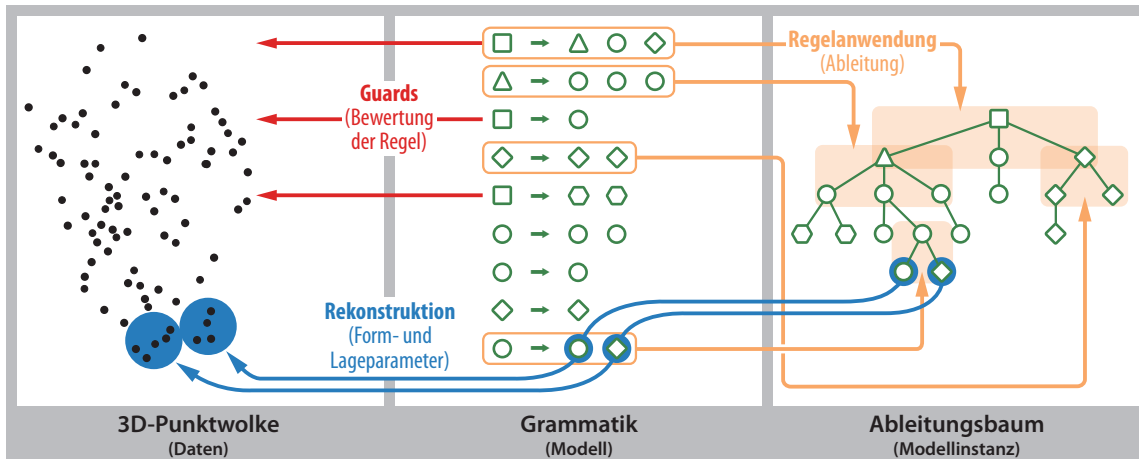 Regelanwendung
(Ableitung)
Guards
(Bewertung
der Regel)
Rekonstruktion
(Form- und
Lageparameter)
3D-Punktwolke
(Daten)
Grammatik
(Modell)
Ableitungsbaum
(Modellinstanz)